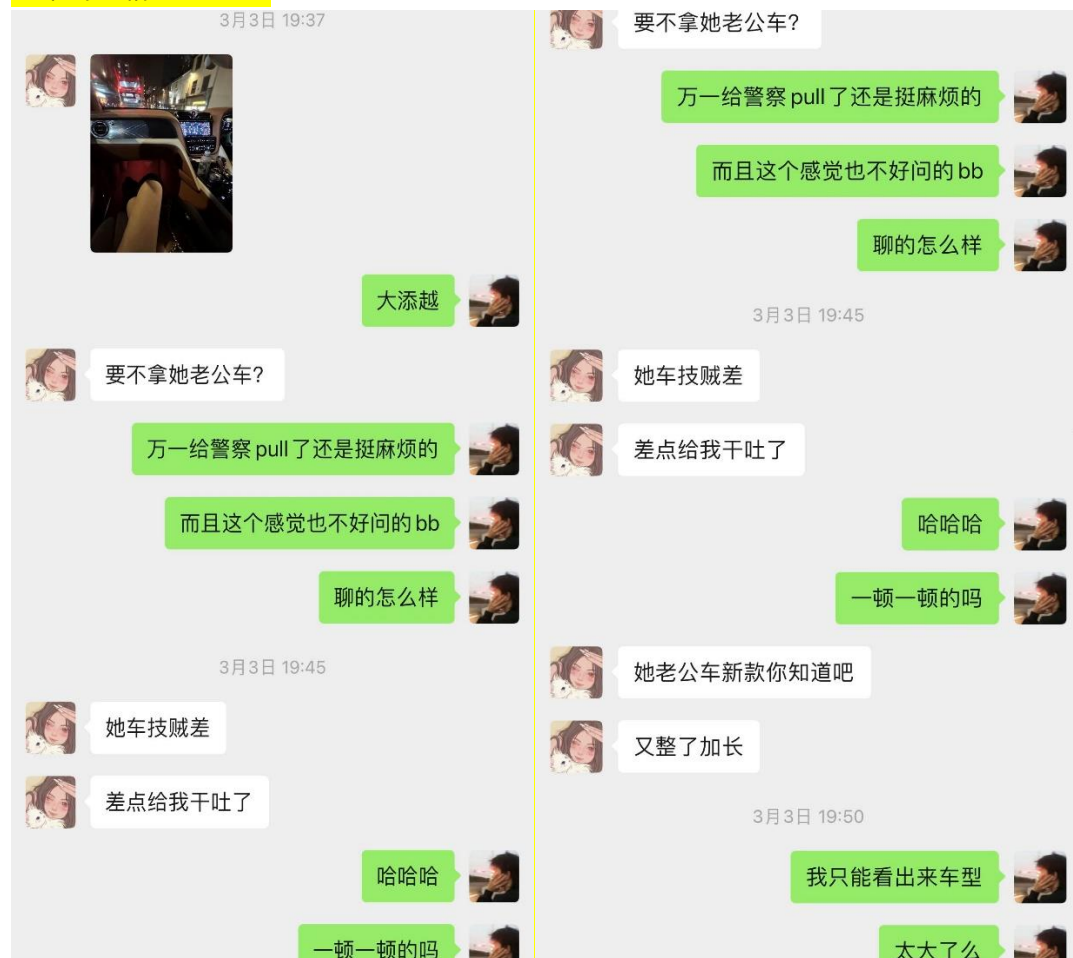 3月3日 19:37
大添越
要不拿她老公车?
万一给警察pull了还是挺麻烦的
而且这个感觉也不好问的bb
聊的怎么样
3月3日 19:45
她车技贼差
差点给我干吐了
哈哈哈
一顿一顿的吗
要不拿她老公车?
万一给警察pull了还是挺麻烦的
而且这个感觉也不好问的bb
聊的怎么样
3月3日 19:45
她车技贼差
差点给我干吐了
哈哈哈
一顿一顿的吗
她老公车新款你知道吧
又整了加长
3月3日 19:50
我只能看出来车型
太大了么